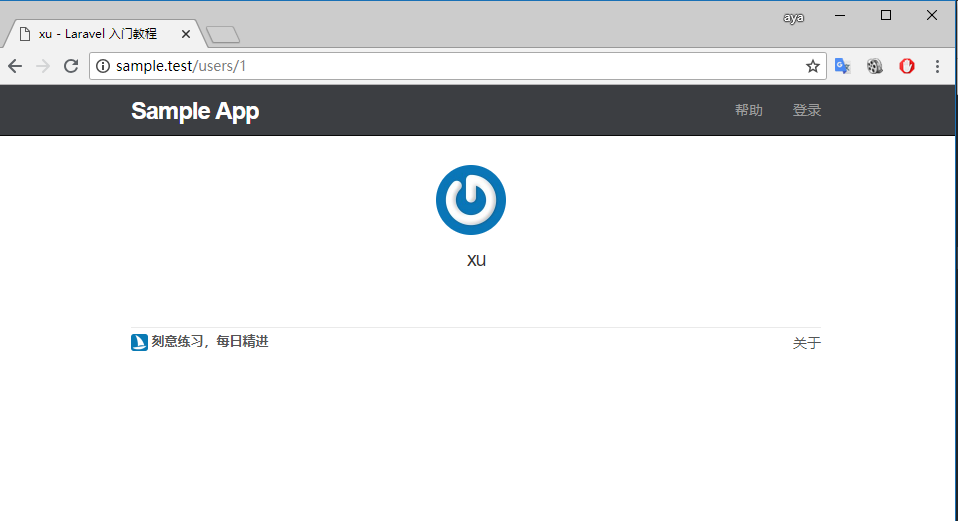 aya
xu - Laravel 入门教程
sample.test/users/1
Sample App 帮助 登录
xu
刻意练习，每日精进 关于